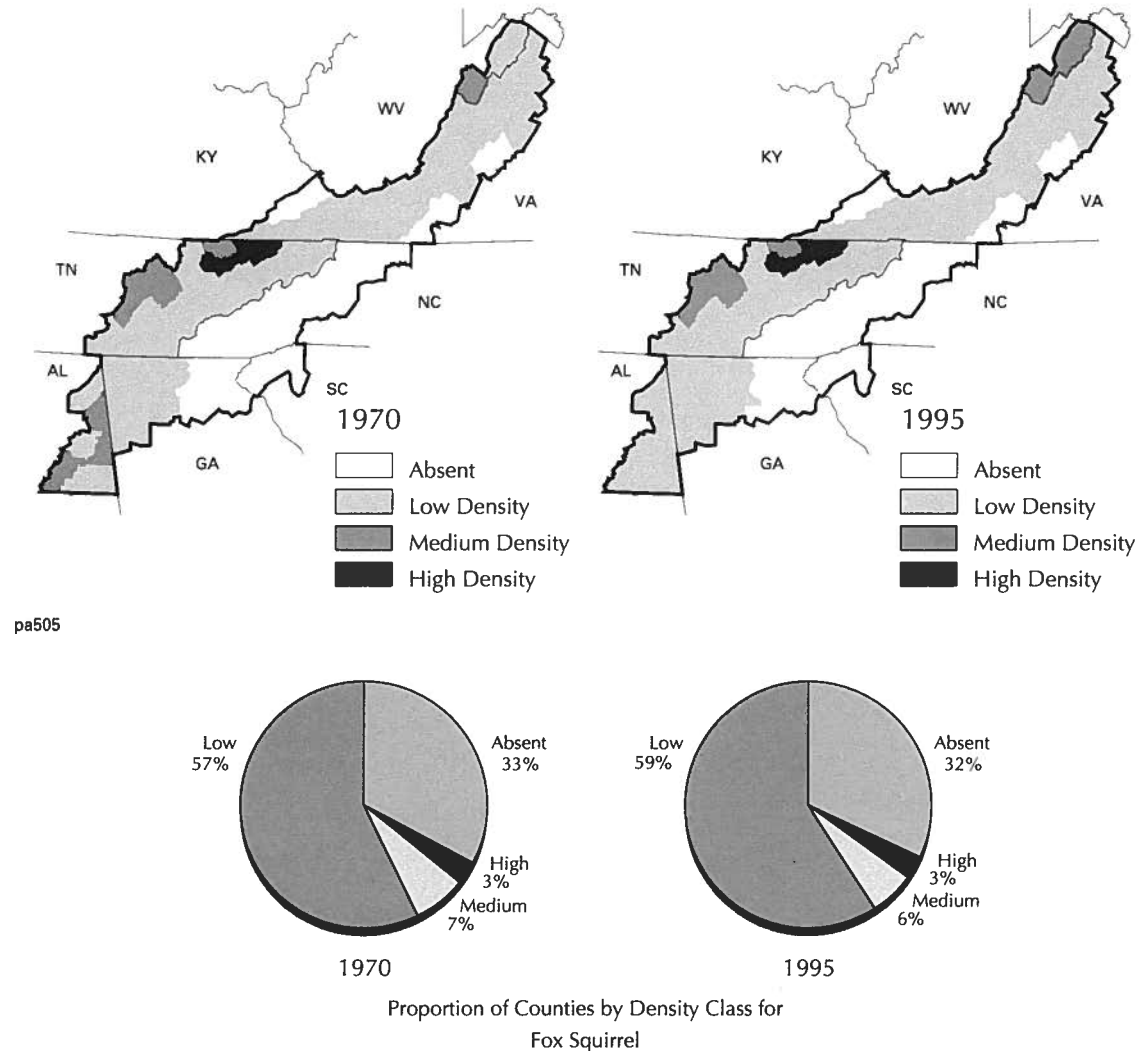 WV
KY
VA
TN
NC
AL
SC
GA
1970
Absent
Low Density
Medium Density
High Density
WV
KY
VA
TN
NC
AL
SC
GA
1995
Absent
Low Density
Medium Density
High Density
pa505
Low
57%
Absent
33%
High
3%
Medium
7%
1970
Low
59%
Absent
32%
High
3%
Medium
6%
1995
Proportion of Counties by Density Class for
Fox Squirrel